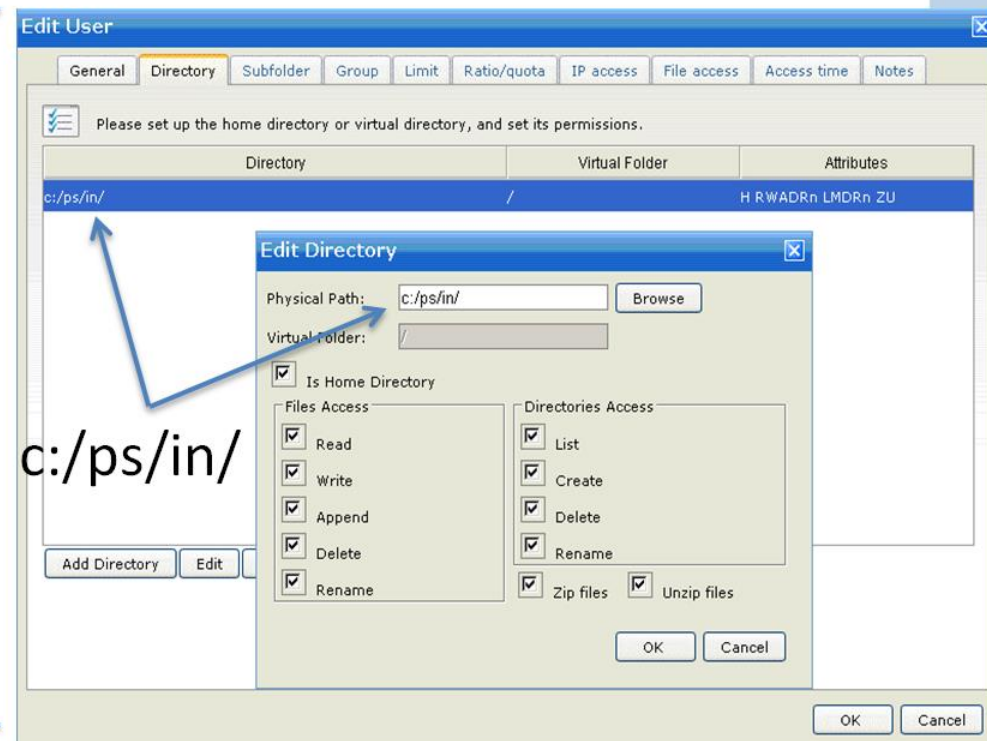 Edit User
General Directory Subfolder Group Limit Ratio/quota IP access File access Access time Notes
Please set up the home directory or virtual directory, and set its permissions.
Directory Virtual Folder Attributes
c:/ps/in/ / H RWADRn LMDRn ZU
Edit Directory
Physical Path: c:/ps/in/ Browse
Virtual Folder: /
Is Home Directory
Files Access Directories Access
Read List
Write Create
Append Delete
Delete Rename
Rename Zip files Unzip files
c:/ps/in/
Add Directory Edit
OK Cancel
OK Cancel